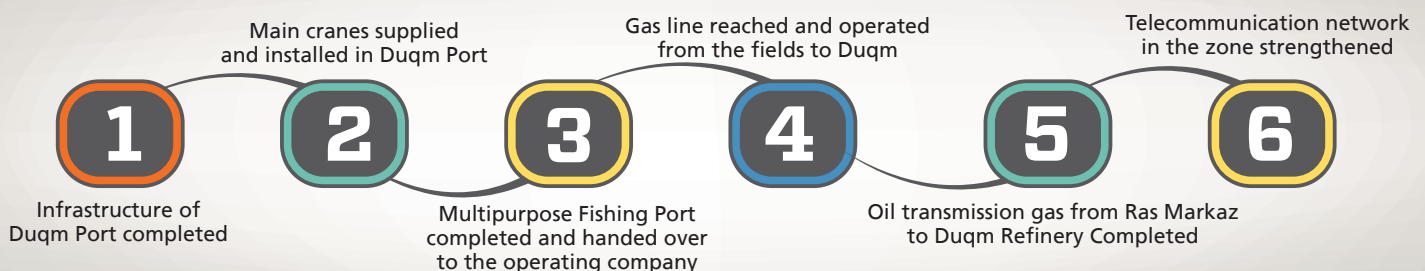 1
Infrastructure of
Duqm Port completed
2
Main cranes supplied
and installed in Duqm Port
3
Multipurpose Fishing Port
completed and handed over
to the operating company
4
Gas line reached and operated
from the fields to Duqm
5
Oil transmission gas from Ras Markaz
to Duqm Refinery Completed
6
Telecommunication network
in the zone strengthened